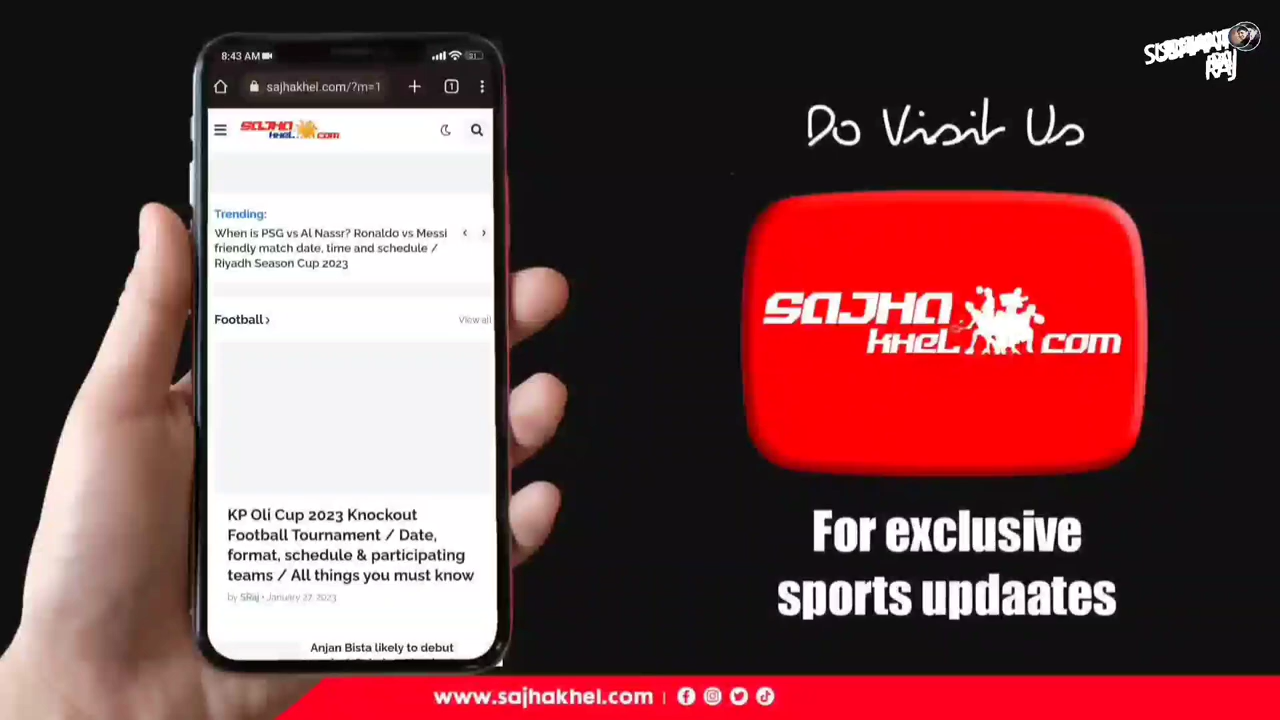 8:43 AM
sajhakhel.com/?m=1
1
SAJHA
KHEL COM
Trending:
When is PSG vs Al Nassr? Ronaldo vs Messi
friendly match date, time and schedule /
Riyadh Season Cup 2023
Football
View all
KP Oli Cup 2023 Knockout
Football Tournament / Date,
format, schedule & participating
teams / All things you must know
by SRaj • January 27, 2023
Anjan Bista likely to debut
RAJ
Do Visit Us
SAJHA
KHEL COM
For exclusive
sports updaates
www.sajhakhel.com